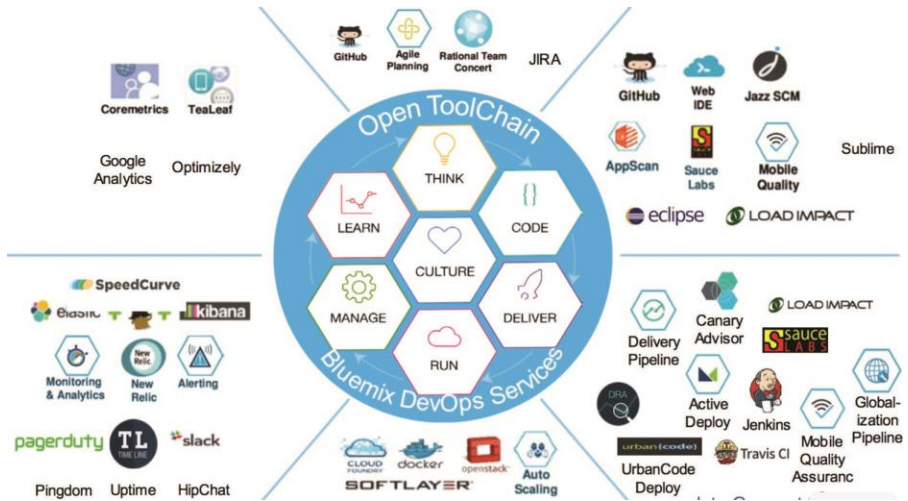 GitHub
Agile
Planning
Rational Team
Concert
JIRA
Coremetrics
TeaLeaf
Google
Analytics
Optimizely
GitHub
Web
IDE
Jazz SCM
AppScan
SAUCE
Sauce
Labs
Mobile
Quality
Sublime
eclipse
LOAD IMPACT
Open ToolChain
THINK
LEARN
CODE
CULTURE
MANAGE
DELIVER
RUN
Bluemix DevOps Services
SpeedCurve
elastic
kibana
Monitoring
& Analytics
New
Relic.
New
Relic
Alerting
pagerduty
TL
TIME LINE
slack
Pingdom
Uptime
HipChat
CLOUD
FOUNDRY
docker
openstack
Auto
Scaling
SOFTLAYER
Delivery
Pipeline
Canary
Advisor
LOAD IMPACT
sauce
LABS
DRA
Active
Deploy
Jenkins
Mobile
Quality
Assuranc
Global-
ization
Pipeline
urban{code}
UrbanCode
Deploy
Travis CI